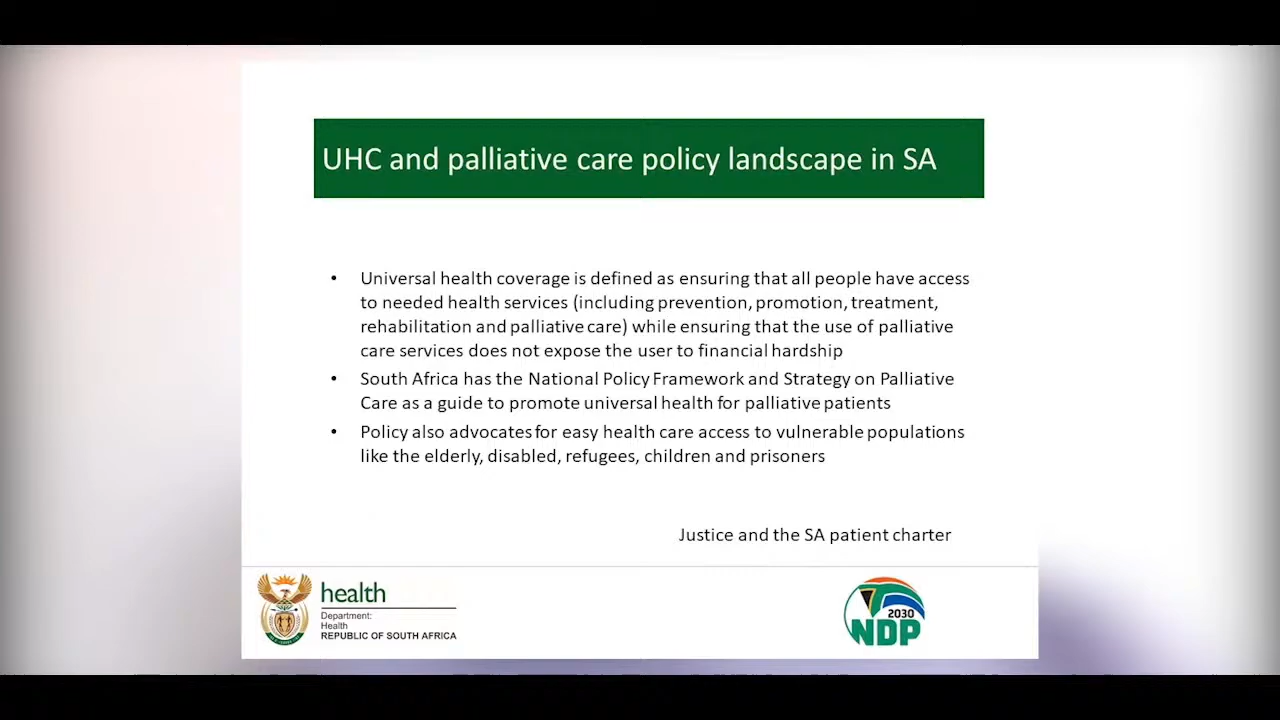 UHC and palliative care policy landscape in SA
• Universal health coverage is defined as ensuring that all people have access
to needed health services (including prevention, promotion, treatment,
rehabilitation and palliative care) while ensuring that the use of palliative
care services does not expose the user to financial hardship
• South Africa has the National Policy Framework and Strategy on Palliative
Care as a guide to promote universal health for palliative patients
• Policy also advocates for easy health care access to vulnerable populations
like the elderly, disabled, refugees, children and prisoners
Justice and the SA patient charter
health
Department:
Health
REPUBLIC OF SOUTH AFRICA
2030
NDP